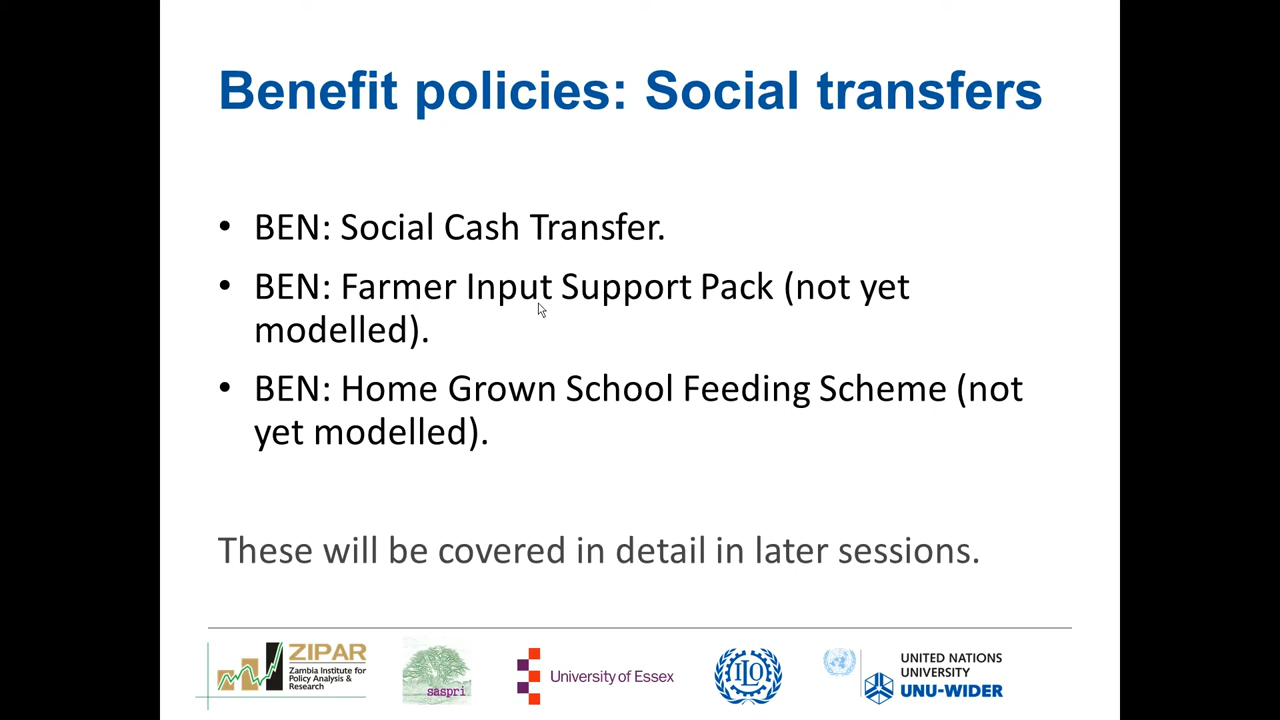 Benefit policies: Social transfers
• BEN: Social Cash Transfer.
• BEN: Farmer Input Support Pack (not yet
modelled).
• BEN: Home Grown School Feeding Scheme (not
yet modelled).
These will be covered in detail in later sessions.
ZIPAR
Zambia Institute for
Policy Analysis &
Research
saspri
University of Essex
ILO
UNITED NATIONS
UNIVERSITY
UNU-WIDER